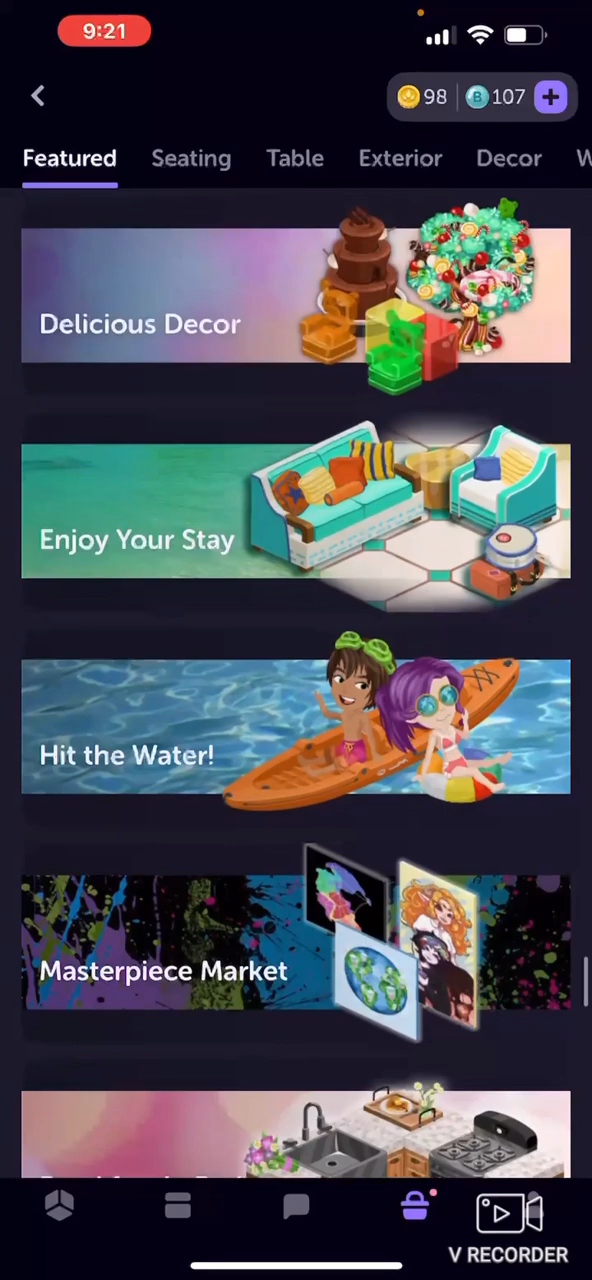 9:21
98 B 107 +
Featured Seating Table Exterior Decor
Delicious Decor
Enjoy Your Stay
Hit the Water!
Masterpiece Market
V RECORDER